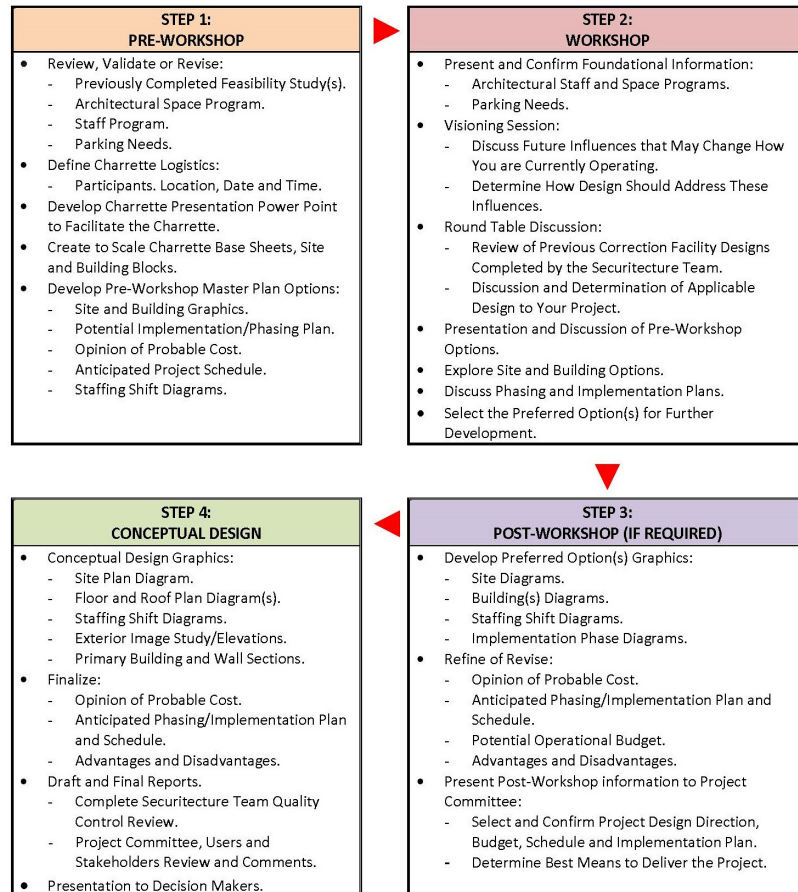 STEP 1:
PRE-WORKSHOP
• Review, Validate or Revise:
- Previously Completed Feasibility Study(s).
- Architectural Space Program.
- Staff Program.
- Parking Needs.
• Define Charrette Logistics:
- Participants. Location, Date and Time.
• Develop Charrette Presentation Power Point
to Facilitate the Charrette.
• Create to Scale Charrette Base Sheets, Site
and Building Blocks.
• Develop Pre-Workshop Master Plan Options:
- Site and Building Graphics.
- Potential Implementation/Phasing Plan.
- Opinion of Probable Cost.
- Anticipated Project Schedule.
- Staffing Shift Diagrams.
STEP 2:
WORKSHOP
• Present and Confirm Foundational Information:
- Architectural Staff and Space Programs.
- Parking Needs.
• Visioning Session:
- Discuss Future Influences that May Change How
You are Currently Operating.
- Determine How Design Should Address These
Influences.
• Round Table Discussion:
- Review of Previous Correction Facility Designs
Completed by the Securitecture Team.
- Discussion and Determination of Applicable
Design to Your Project.
• Presentation and Discussion of Pre-Workshop
Options.
• Explore Site and Building Options.
• Discuss Phasing and Implementation Plans.
• Select the Preferred Option(s) for Further
Development.
STEP 3:
POST-WORKSHOP (IF REQUIRED)
• Develop Preferred Option(s) Graphics:
- Site Diagrams.
- Building(s) Diagrams.
- Staffing Shift Diagrams.
- Implementation Phase Diagrams.
• Refine of Revise:
- Opinion of Probable Cost.
- Anticipated Phasing/Implementation Plan and
Schedule.
- Potential Operational Budget.
- Advantages and Disadvantages.
• Present Post-Workshop information to Project
Committee:
- Select and Confirm Project Design Direction,
Budget, Schedule and Implementation Plan.
- Determine Best Means to Deliver the Project.
STEP 4:
CONCEPTUAL DESIGN
• Conceptual Design Graphics:
- Site Plan Diagram.
- Floor and Roof Plan Diagram(s).
- Staffing Shift Diagrams.
- Exterior Image Study/Elevations.
- Primary Building and Wall Sections.
• Finalize:
- Opinion of Probable Cost.
- Anticipated Phasing/Implementation Plan
and Schedule.
- Advantages and Disadvantages.
• Draft and Final Reports.
- Complete Securitecture Team Quality
Control Review.
- Project Committee, Users and
Stakeholders Review and Comments.
• Presentation to Decision Makers.